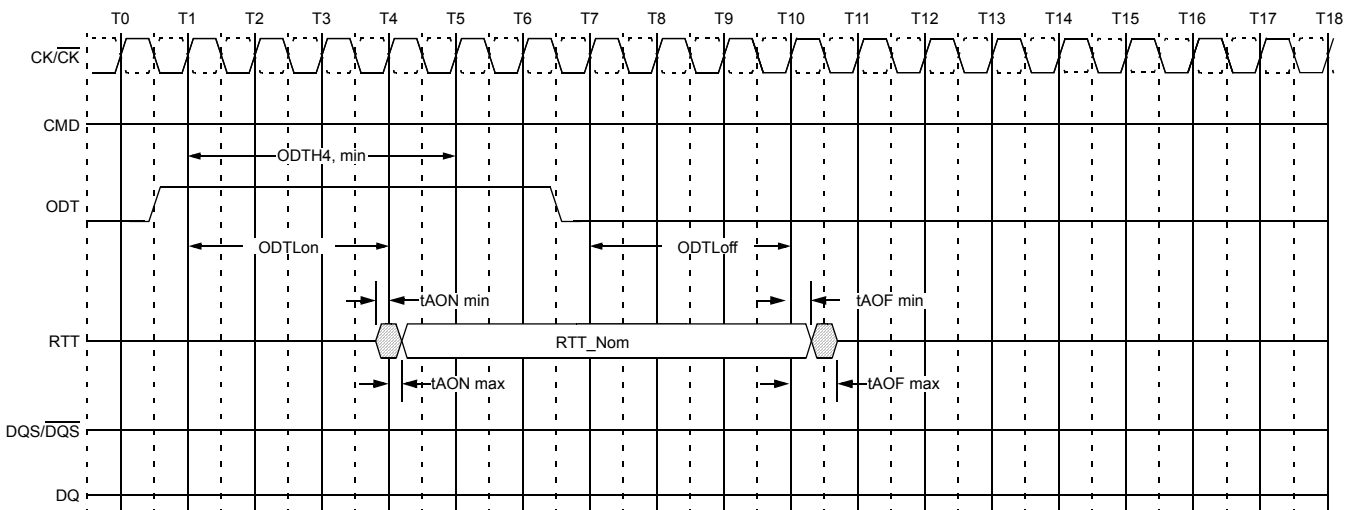 T0 T1 T2 T3 T4 T5 T6 T7 T8 T9 T10 T11 T12 T13 T14 T15 T16 T17 T18
CK/C̅K̅
CMD
ODTH4, min
ODT
ODTLon ODTLoff
tAON min tAOF min
RTT RTT_Nom
tAON max tAOF max
DQS/D̅Q̅S̅
DQ